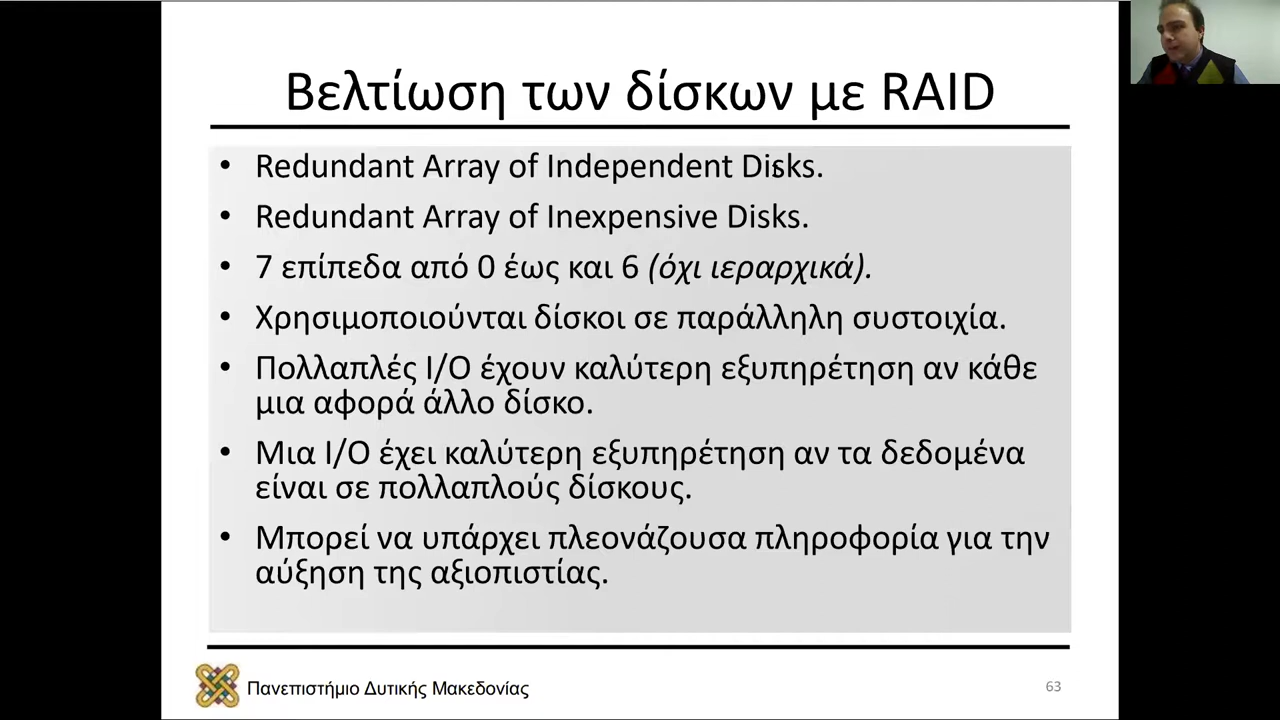 Βελτίωση των δίσκων με RAID
• Redundant Array of Independent Disks.
• Redundant Array of Inexpensive Disks.
• 7 επίπεδα από 0 έως και 6 (όχι ιεραρχικά).
• Χρησιμοποιούνται δίσκοι σε παράλληλη συστοιχία.
• Πολλαπλές I/O έχουν καλύτερη εξυπηρέτηση αν κάθε
μια αφορά άλλο δίσκο.
• Μια I/O έχει καλύτερη εξυπηρέτηση αν τα δεδομένα
είναι σε πολλαπλούς δίσκους.
• Μπορεί να υπάρχει πλεονάζουσα πληροφορία για την
αύξηση της αξιοπιστίας.
Πανεπιστήμιο Δυτικής Μακεδονίας
63